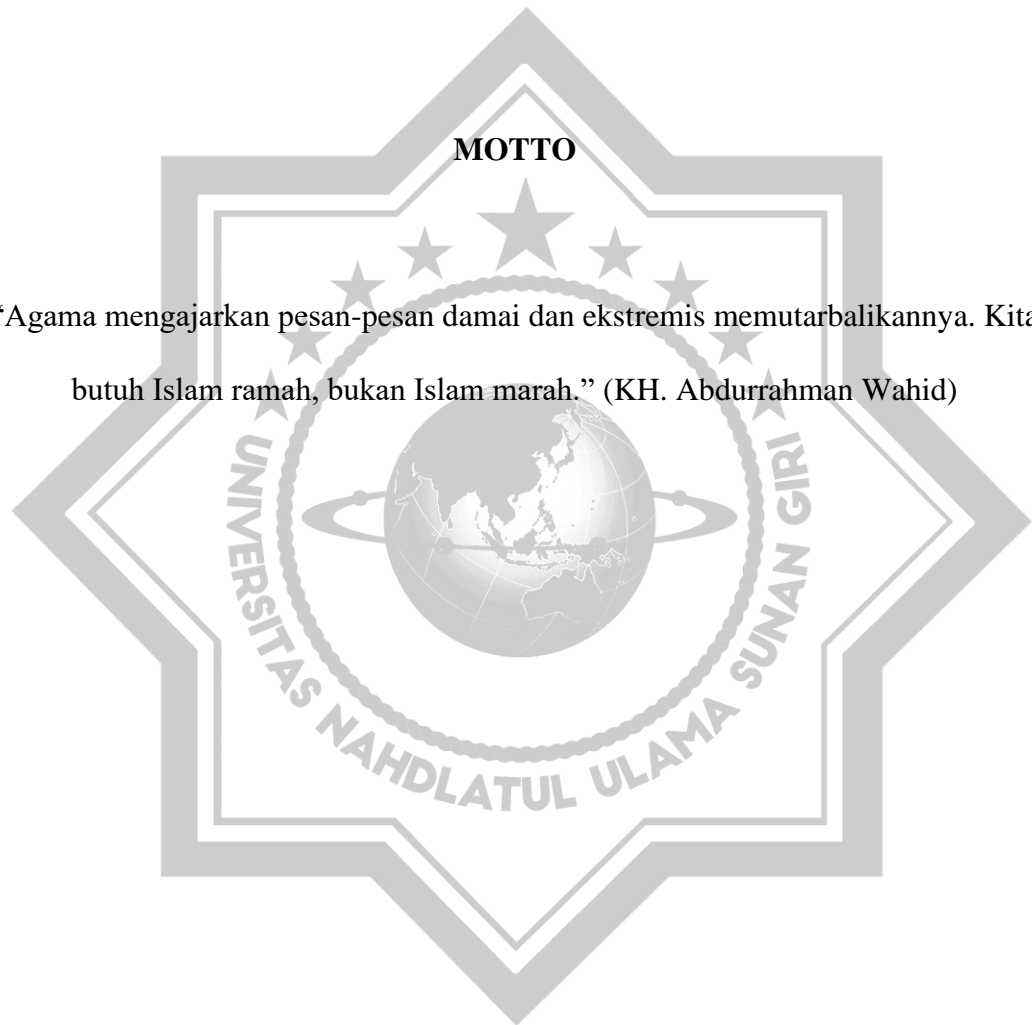 MOTTO
“Agama mengajarkan pesan-pesan damai dan ekstremis memutarbalikannya. Kita
butuh Islam ramah, bukan Islam marah.” (KH. Abdurrahman Wahid)
UNIVERSITAS NAHDLATUL ULAMA SUNAN GIRI